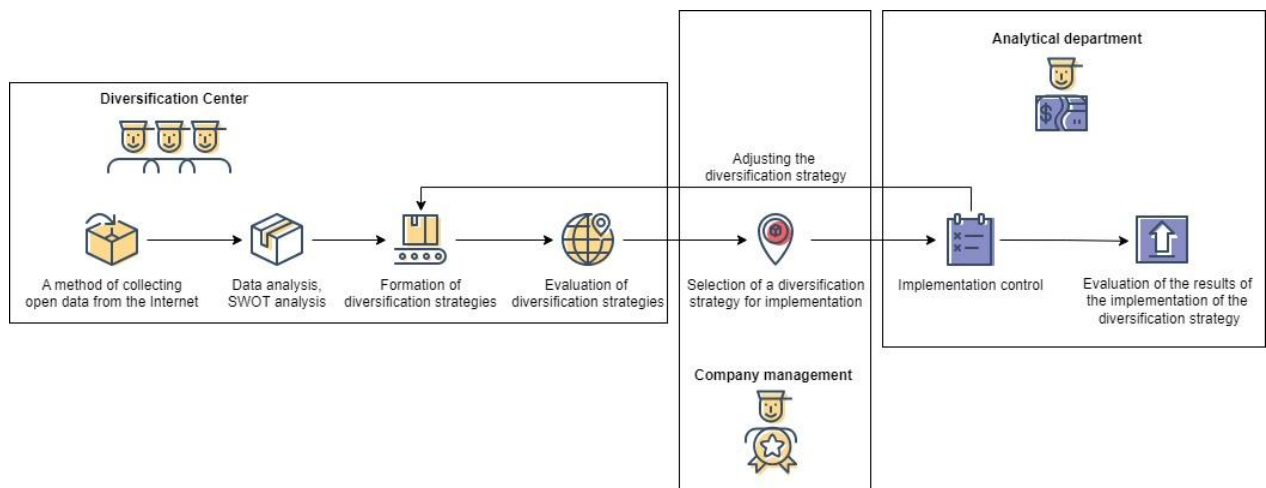 Analytical department
Diversification Center
Adjusting the
diversification strategy
A method of collecting
open data from the Internet
Data analysis,
SWOT analysis
Formation of
diversification strategies
Evaluation of
diversification strategies
Selection of a diversification
strategy for implementation
Implementation control
Evaluation of the results of
the implementation of the
diversification strategy
Company management
$